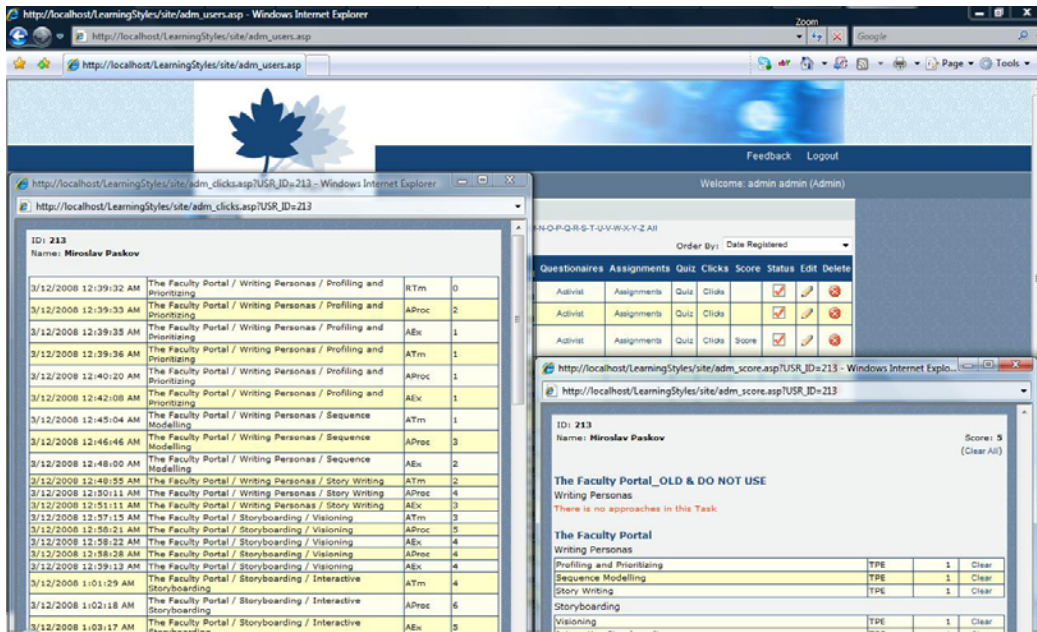 http://localhost/LearningStyles/site/adm_users.asp - Windows Internet Explorer
Zoom
http://localhost/LearningStyles/site/adm_users.asp
Google
http://localhost/LearningStyles/site/adm_users.asp
Page
Tools
Feedback Logout
Welcome: admin admin (Admin)
N-O-P-Q-R-S-T-U-V-W-X-Y-Z All
Order By: Date Registered
Questionaires Assignments Quiz Clicks Score Status Edit Delete
Activist Assignments Quiz Clicks
Activist Assignments Quiz Clicks
Activist Assignments Quiz Clicks Score
http://localhost/LearningStyles/site/adm_clicks.asp?USR_ID=213 - Windows Internet Explorer
http://localhost/LearningStyles/site/adm_clicks.asp?USR_ID=213
ID: 213
Name: Miroslav Paskov
3/12/2008 12:39:32 AM The Faculty Portal / Writing Personas / Profiling and RTm 0
Prioritizing
3/12/2008 12:39:33 AM The Faculty Portal / Writing Personas / Profiling and AProc 2
Prioritizing
3/12/2008 12:39:35 AM The Faculty Portal / Writing Personas / Profiling and AEx 1
Prioritizing
3/12/2008 12:39:36 AM The Faculty Portal / Writing Personas / Profiling and ATm 1
Prioritizing
3/12/2008 12:40:20 AM The Faculty Portal / Writing Personas / Profiling and AProc 1
Prioritizing
3/12/2008 12:42:08 AM The Faculty Portal / Writing Personas / Profiling and AEx 1
Prioritizing
3/12/2008 12:45:04 AM The Faculty Portal / Writing Personas / Sequence ATm 1
Modelling
3/12/2008 12:46:46 AM The Faculty Portal / Writing Personas / Sequence AProc 3
Modelling
3/12/2008 12:48:00 AM The Faculty Portal / Writing Personas / Sequence AEx 2
Modelling
3/12/2008 12:48:55 AM The Faculty Portal / Writing Personas / Story Writing ATm 2
3/12/2008 12:50:11 AM The Faculty Portal / Writing Personas / Story Writing AProc 4
3/12/2008 12:51:11 AM The Faculty Portal / Writing Personas / Story Writing AEx 3
3/12/2008 12:57:15 AM The Faculty Portal / Storyboarding / Visioning ATm 3
3/12/2008 12:58:21 AM The Faculty Portal / Storyboarding / Visioning AProc 5
3/12/2008 12:58:22 AM The Faculty Portal / Storyboarding / Visioning AEx 4
3/12/2008 12:58:28 AM The Faculty Portal / Storyboarding / Visioning AProc 4
3/12/2008 12:59:13 AM The Faculty Portal / Storyboarding / Visioning AEx 4
3/12/2008 1:01:29 AM The Faculty Portal / Storyboarding / Interactive ATm 4
Storyboarding
3/12/2008 1:02:18 AM The Faculty Portal / Storyboarding / Interactive AProc 6
Storyboarding
3/12/2008 1:03:17 AM The Faculty Portal / Storyboarding / Interactive AEx 5
http://localhost/LearningStyles/site/adm_score.asp?USR_ID=213 - Windows Internet Explo...
http://localhost/LearningStyles/site/adm_score.asp?USR_ID=213
ID: 213
Name: Miroslav Paskov Score: 5
(Clear All)
The Faculty Portal_OLD & DO NOT USE
Writing Personas
There is no approaches in this Task
The Faculty Portal
Writing Personas
Profiling and Prioritizing TPE 1 Clear
Sequence Modelling TPE 1 Clear
Story Writing TPE 1 Clear
Storyboarding
Visioning TPE 1 Clear